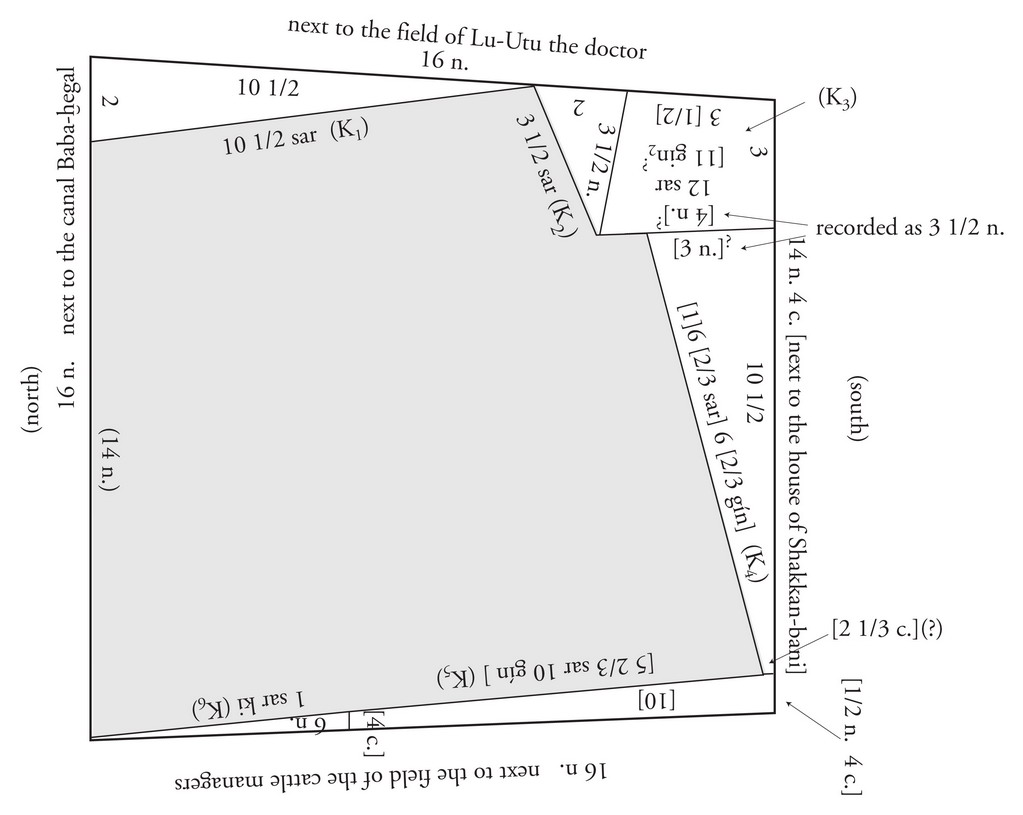 next to the field of Lu-Utu the doctor
16 n.
10 1/2
2
10 1/2 sar (K₁)
3 1/2 sar (K₂)
2
3 1/2 n.
3 [1/2]
[11 gin₂?
12 sar
[4 n.]?
3
(K₃)
recorded as 3 1/2 n.
[3 n.]?
(north)
16 n. next to the canal Baba-ḫegal
(14 n.)
[1]6 [2/3 sar] 6 [2/3 gín] (K₄)
10 1/2
14 n. 4 c. [next to the house of Shakkan-bani]
(south)
[2 1/3 c.](?)
[5 2/3 sar 10 gín ] (K₅)
1 sar ki (K₆)
[10]
6 n.
[4 c.]
[1/2 n. 4 c.]
16 n. next to the field of the cattle managers